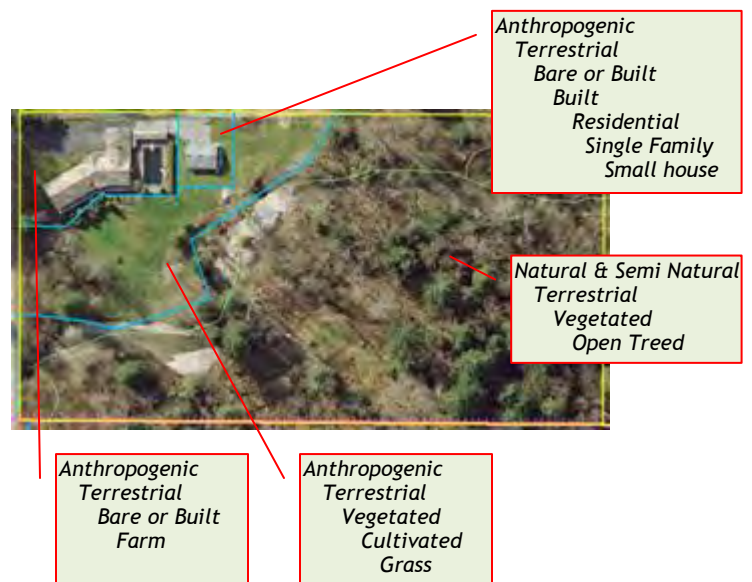 Anthropogenic
Terrestrial
Bare or Built
Built
Residential
Single Family
Small house
Natural & Semi Natural
Terrestrial
Vegetated
Open Treed
Anthropogenic
Terrestrial
Bare or Built
Farm
Anthropogenic
Terrestrial
Vegetated
Cultivated
Grass